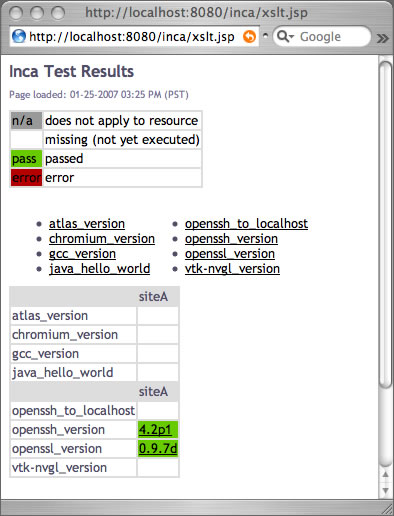 http://localhost:8080/inca/xslt.jsp
http://localhost:8080/inca/xslt.jsp Google
Inca Test Results
Page loaded: 01-25-2007 03:25 PM (PST)
n/a does not apply to resource
missing (not yet executed)
pass passed
error error
atlas_version openssh_to_localhost
chromium_version openssh_version
gcc_version openssl_version
java_hello_world vtk-nvgl_version
siteA
atlas_version
chromium_version
gcc_version
java_hello_world
siteA
openssh_to_localhost
openssh_version 4.2p1
openssl_version 0.9.7d
vtk-nvgl_version